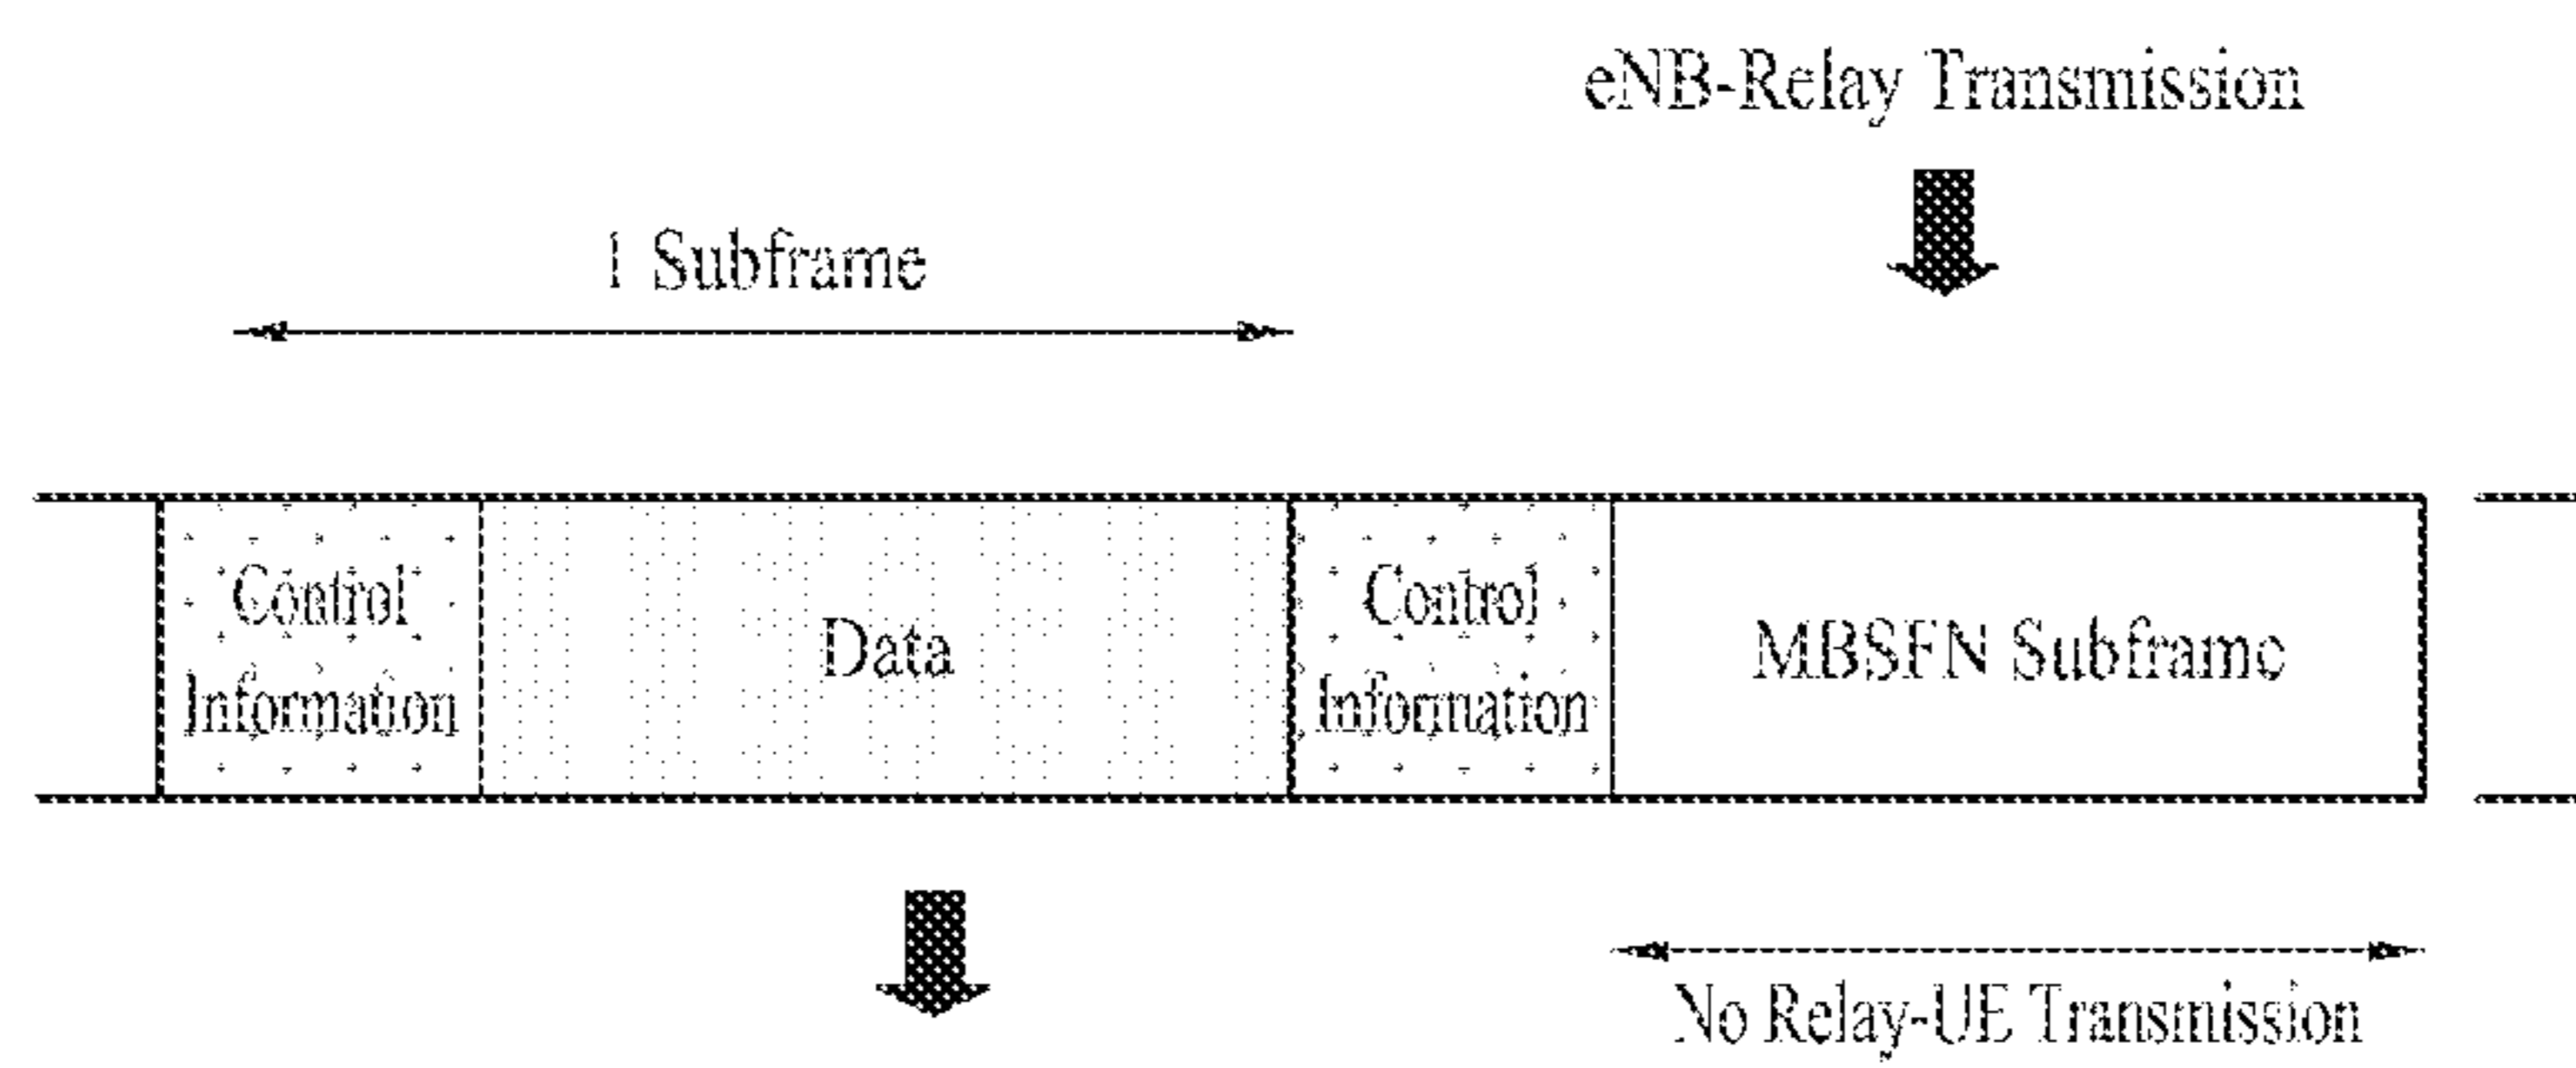 eNB-Relay Transmission
1 Subframe
Control
Information
Data
Control
Information
MBSFN Subframe
No Relay-UE Transmission